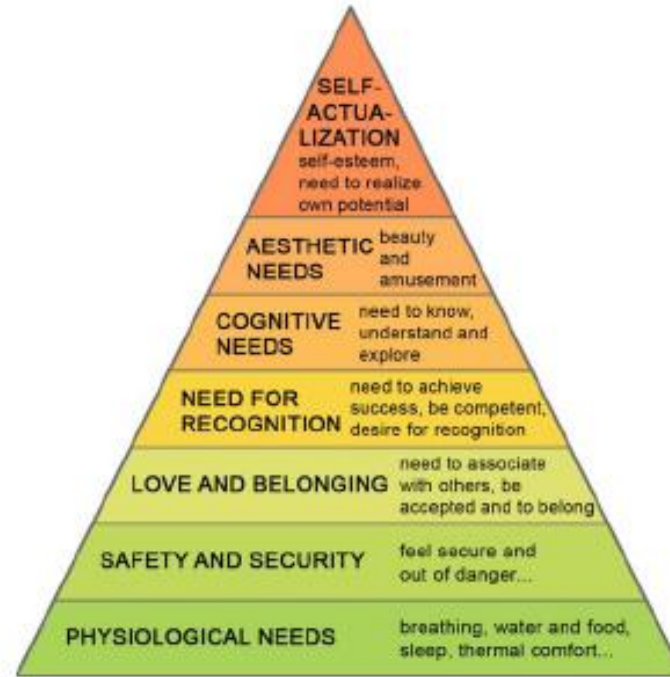 SELF-
ACTUA-
LIZATION
self-esteem,
need to realize
own potential
AESTHETIC
NEEDS
beauty
and
amusement
COGNITIVE
NEEDS
need to know,
understand and
explore
NEED FOR
RECOGNITION
need to achieve
success, be competent,
desire for recognition
LOVE AND BELONGING
need to associate
with others, be
accepted and to belong
SAFETY AND SECURITY
feel secure and
out of danger...
PHYSIOLOGICAL NEEDS
breathing, water and food,
sleep, thermal comfort...